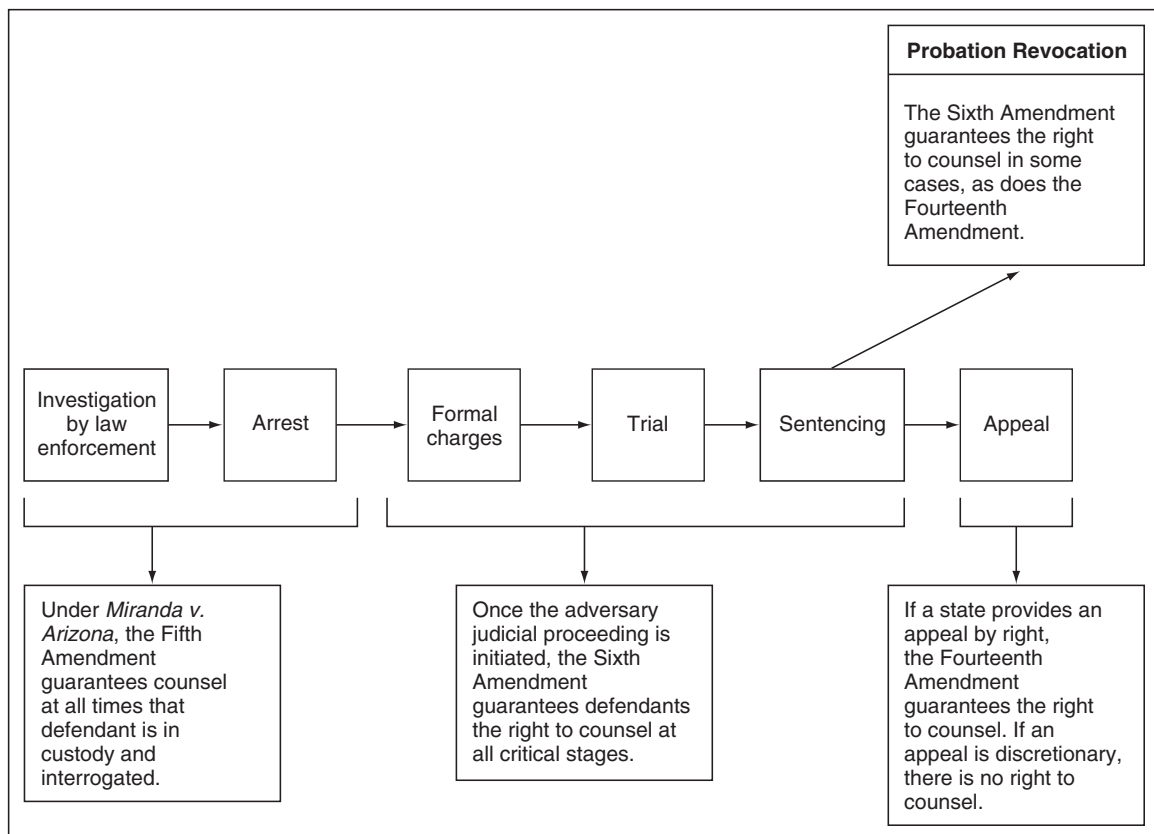 Probation Revocation
The Sixth Amendment
guarantees the right
to counsel in some
cases, as does the
Fourteenth
Amendment.
Investigation
by law
enforcement
Arrest
Formal
charges
Trial
Sentencing
Appeal
Under Miranda v.
Arizona, the Fifth
Amendment
guarantees counsel
at all times that
defendant is in
custody and
interrogated.
Once the adversary
judicial proceeding is
initiated, the Sixth
Amendment
guarantees defendants
the right to counsel at
all critical stages.
If a state provides an
appeal by right,
the Fourteenth
Amendment
guarantees the right
to counsel. If an
appeal is discretionary,
there is no right to
counsel.